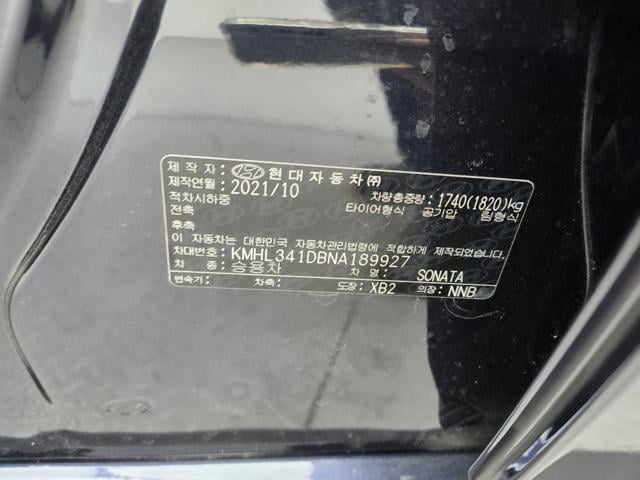 제 작 자: 현대자동차㈜
제작연월: 2021/10 차량총중량: 1740(1820)kg
적차시하중 타이어형식 공기압 림형식
전축
후축
이 자동차는 대한민국 자동차관리법령에 적합하게 제작되었습니다.
차대번호: KMHL341DBNA189927
차 종: 승용차 차 명: SONATA
변속기: 차축: 도장: XB2 의장: NNB